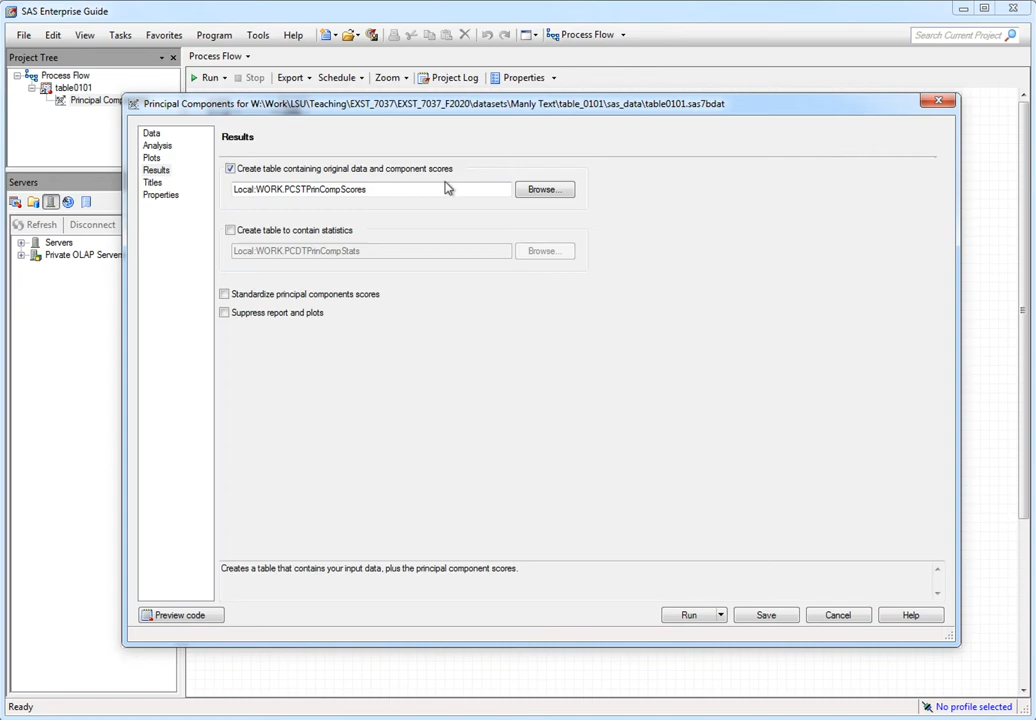 SAS Enterprise Guide
File Edit View Tasks Favorites Program Tools Help Process Flow Search Current Project
Project Tree
Process Flow
Process Flow
table0101
Principal Comp
Run Stop Export Schedule Zoom Project Log Properties
Principal Components for W:\Work\LSU\Teaching\EXST_7037\EXST_7037_F2020\datasets\Manly Text\table_0101\sas_data\table0101.sas7bdat
Data
Analysis
Plots
Results
Titles
Properties
Results
Create table containing original data and component scores
Local:WORK.PCSTPrinCompScores Browse...
Create table to contain statistics
Local:WORK.PCDTPrinCompStats Browse...
Standardize principal components scores
Suppress report and plots
Creates a table that contains your input data, plus the principal component scores.
Preview code Run Save Cancel Help
Servers
Refresh Disconnect
Servers
Private OLAP Servers
Ready No profile selected